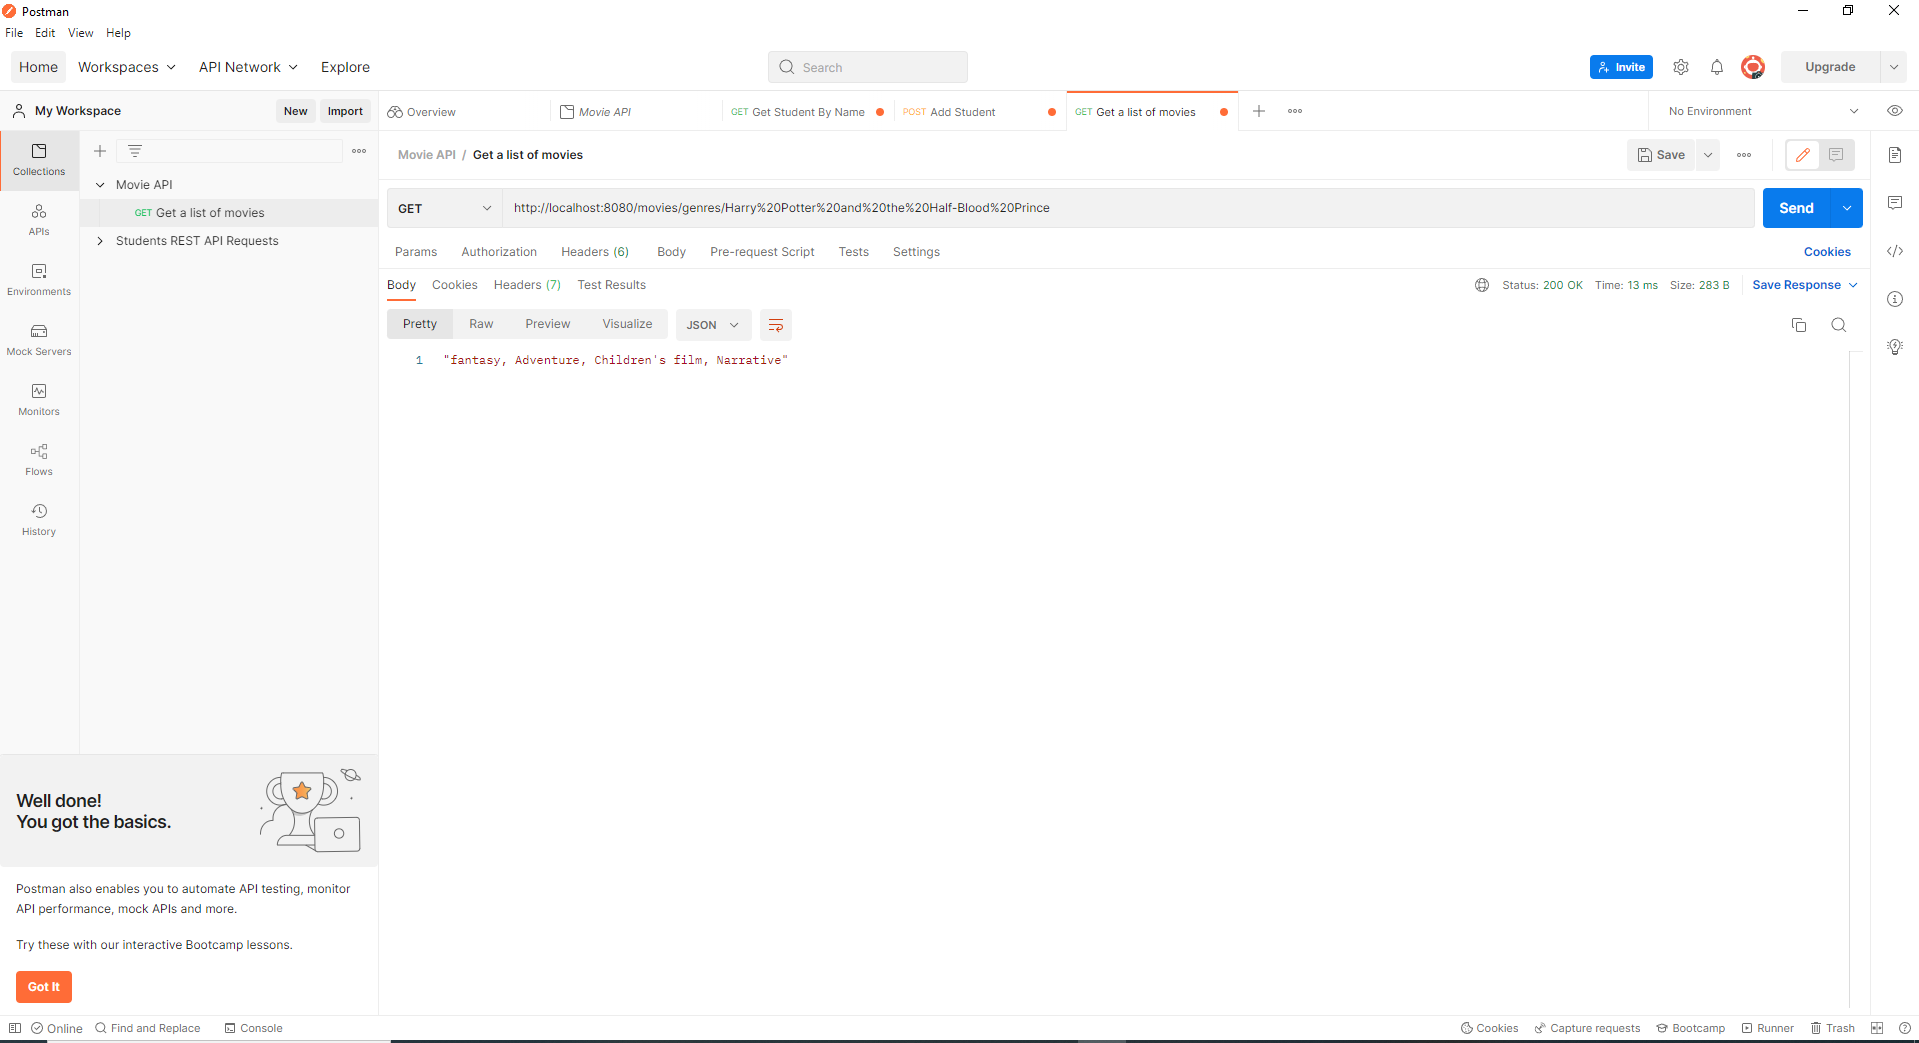 Postman
File Edit View Help
Home Workspaces API Network Explore Search Invite Upgrade
My Workspace New Import Overview Movie API GET Get Student By Name POST Add Student GET Get a list of movies No Environment
Collections
Movie API / Get a list of movies Save
Movie API
GET Get a list of movies
Students REST API Requests
GET http://localhost:8080/movies/genres/Harry%20Potter%20and%20the%20Half-Blood%20Prince Send
APIs
Params Authorization Headers (6) Body Pre-request Script Tests Settings Cookies
Environments
Body Cookies Headers (7) Test Results Status: 200 OK Time: 13 ms Size: 283 B Save Response
Pretty Raw Preview Visualize JSON
Mock Servers
1 "fantasy, Adventure, Children's film, Narrative"
Monitors
Flows
History
Well done!
You got the basics.
Postman also enables you to automate API testing, monitor
API performance, mock APIs and more.
Try these with our interactive Bootcamp lessons.
Got It
Online Find and Replace Console Cookies Capture requests Bootcamp Runner Trash